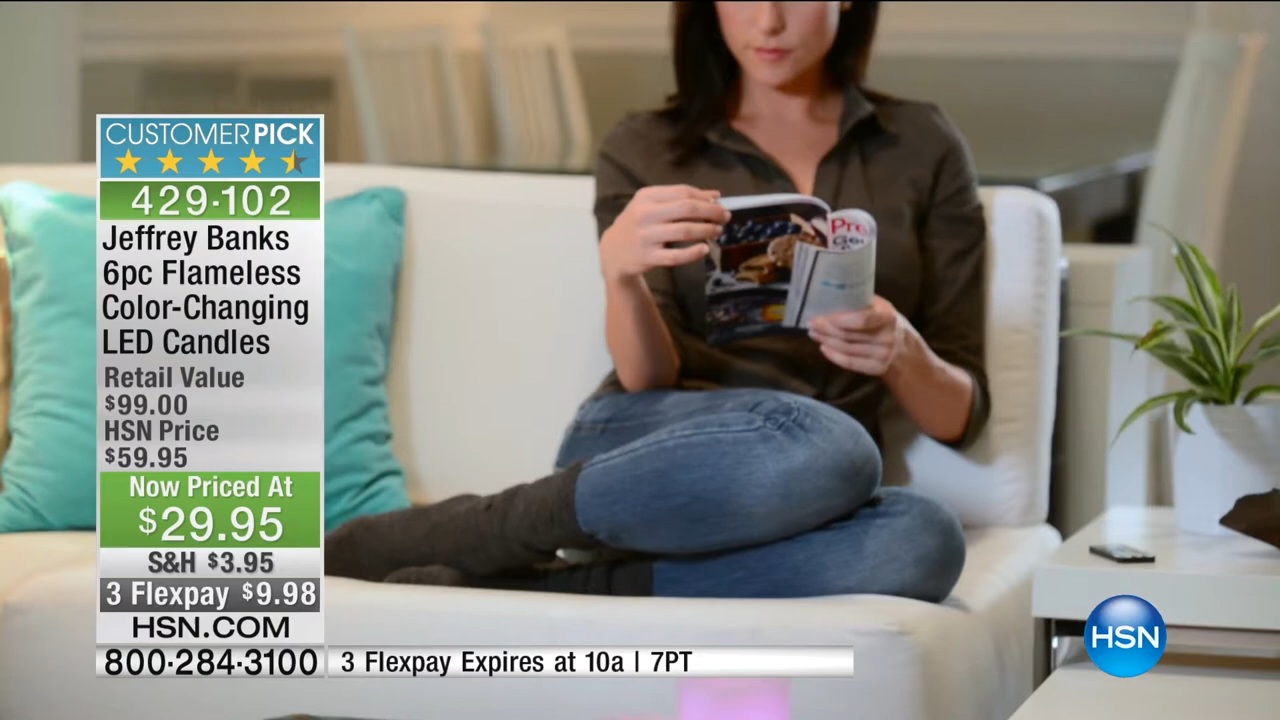 CUSTOMERPICK
429·102
Jeffrey Banks
6pc Flameless
Color-Changing
LED Candles
Retail Value
$99.00
HSN Price
$59.95
Now Priced At
$29.95
S&H $3.95
3 Flexpay $9.98
HSN.COM
800·284·3100
3 Flexpay Expires at 10a | 7PT
HSN